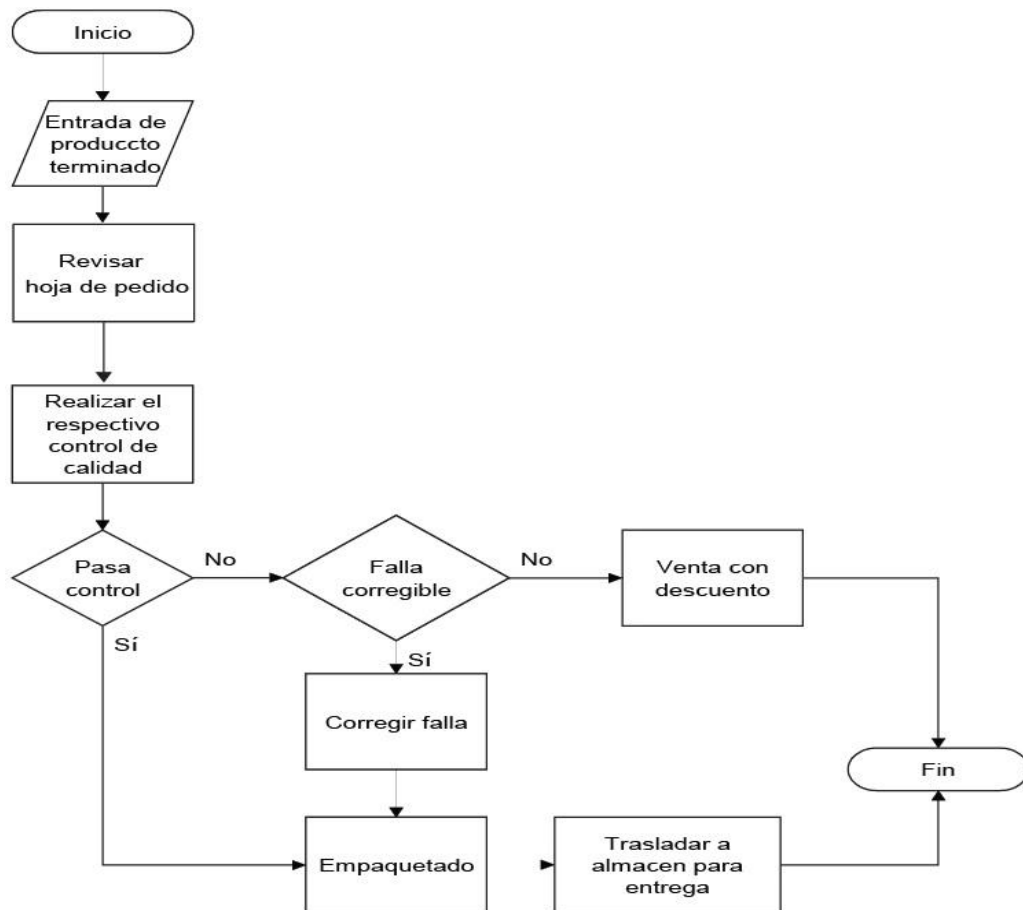 Inicio
Entrada de
produccto
terminado
Revisar
hoja de pedido
Realizar el
respectivo
control de
calidad
Pasa
control
No
Falla
corregible
No
Venta con
descuento
Sí
Sí
Corregir falla
Fin
Empaquetado
Trasladar a
almacen para
entrega